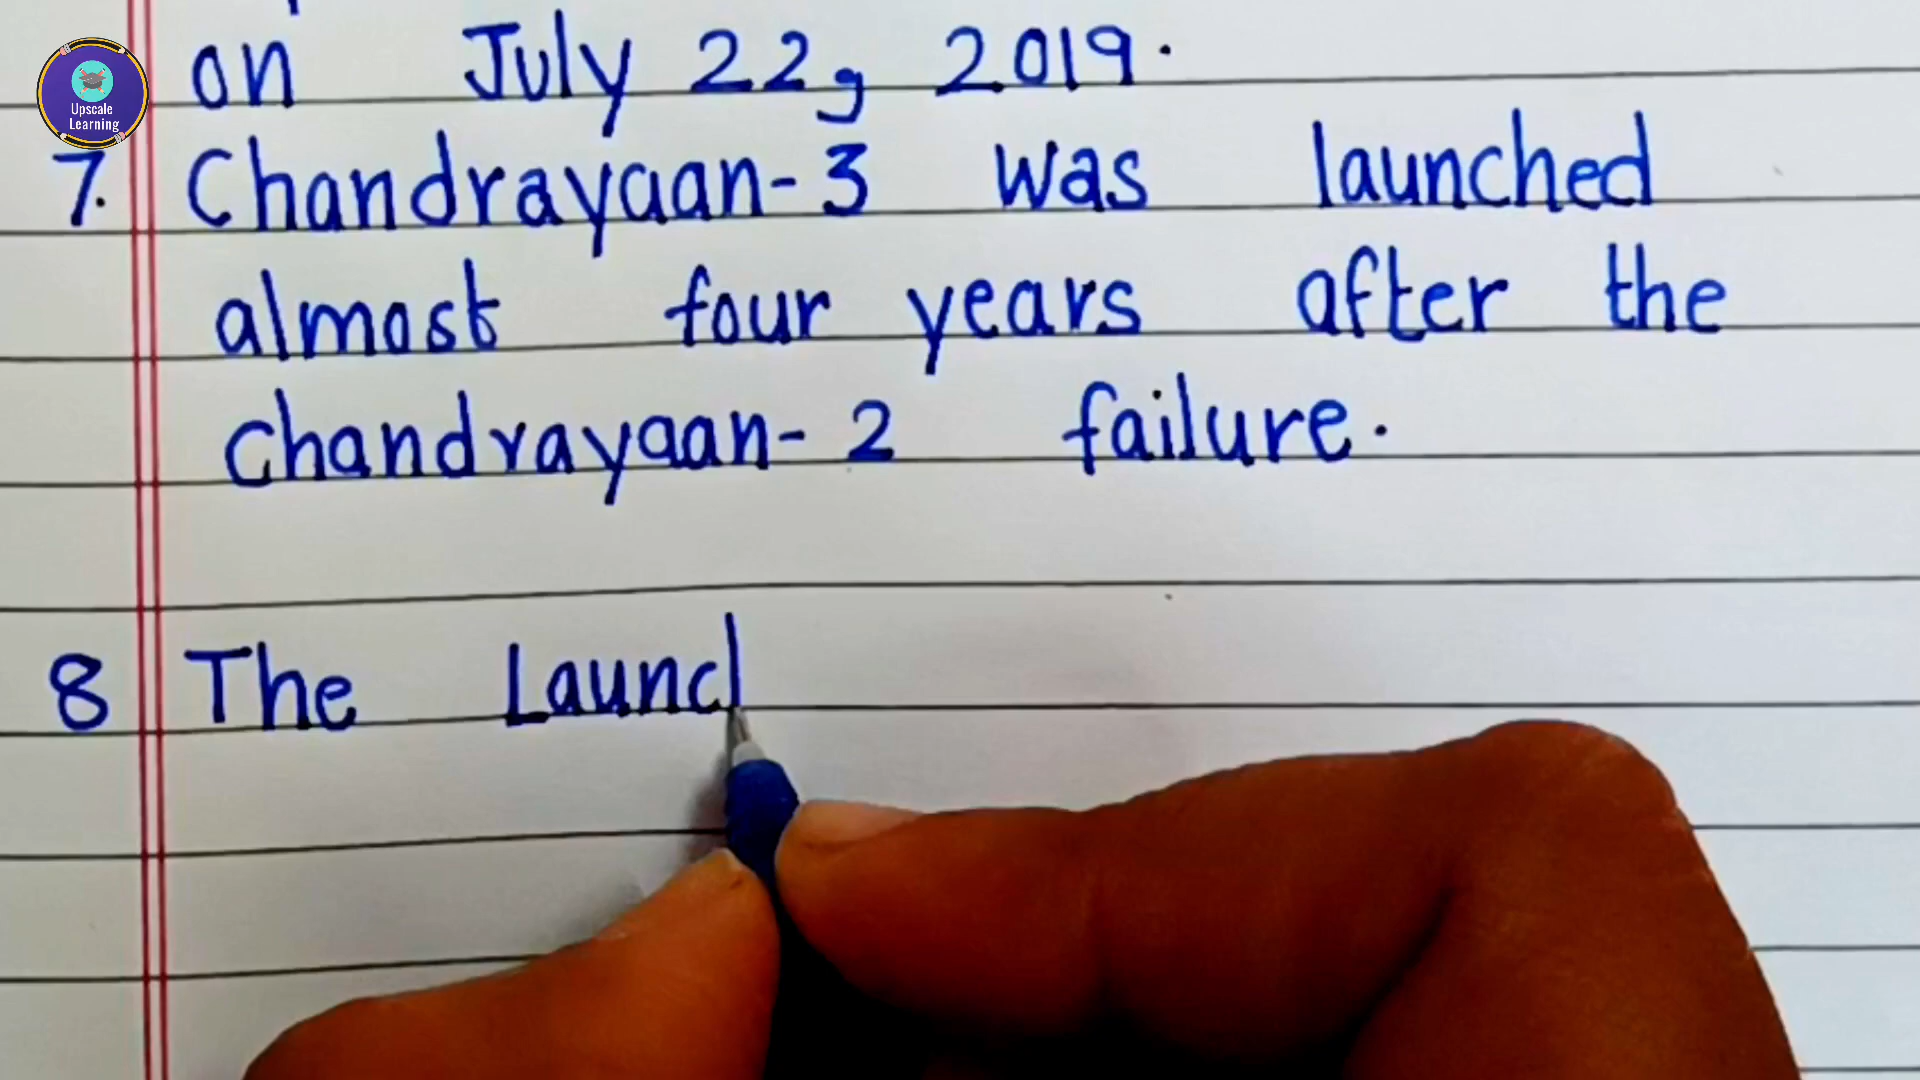 on July 22, 2019.
Upscale
Learning
7. Chandrayaan-3 was launched
almost four years after the
chandrayaan-2 failure.
8 The Launcl